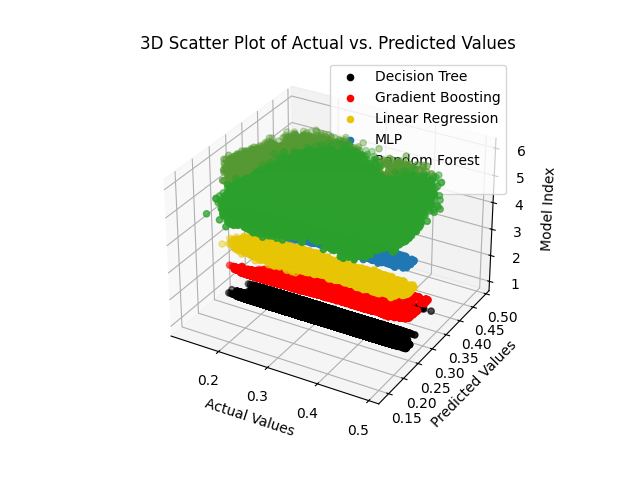 3D Scatter Plot of Actual vs. Predicted Values
Decision Tree
Gradient Boosting
Linear Regression
MLP
Random Forest
6
5
4
3
2
1
Model Index
0.50
0.45
0.40
0.35
0.30
0.25
0.20
0.15
Predicted Values
0.2
0.3
0.4
0.5
Actual Values